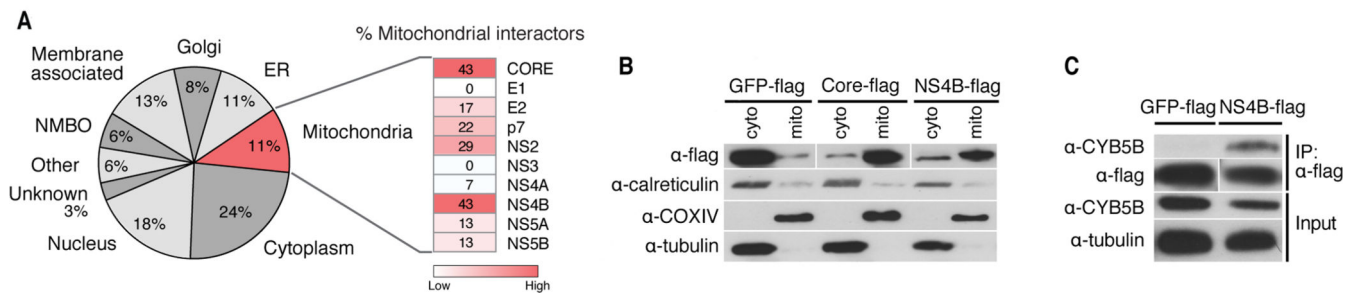 A
Golgi
Membrane
associated
ER
8%
13%
11%
NMBO
6%
Mitochondria
11%
Other
6%
Unknown
3%
24%
18%
Nucleus
Cytoplasm
% Mitochondrial interactors
43 CORE
0 E1
17 E2
22 p7
29 NS2
0 NS3
7 NS4A
43 NS4B
13 NS5A
13 NS5B
Low High
B
GFP-flag Core-flag NS4B-flag
cyto mito cyto mito cyto mito
α-flag
α-calreticulin
α-COXIV
α-tubulin
C
GFP-flag NS4B-flag
α-CYB5B
α-flag
IP:
α-flag
α-CYB5B
α-tubulin
Input